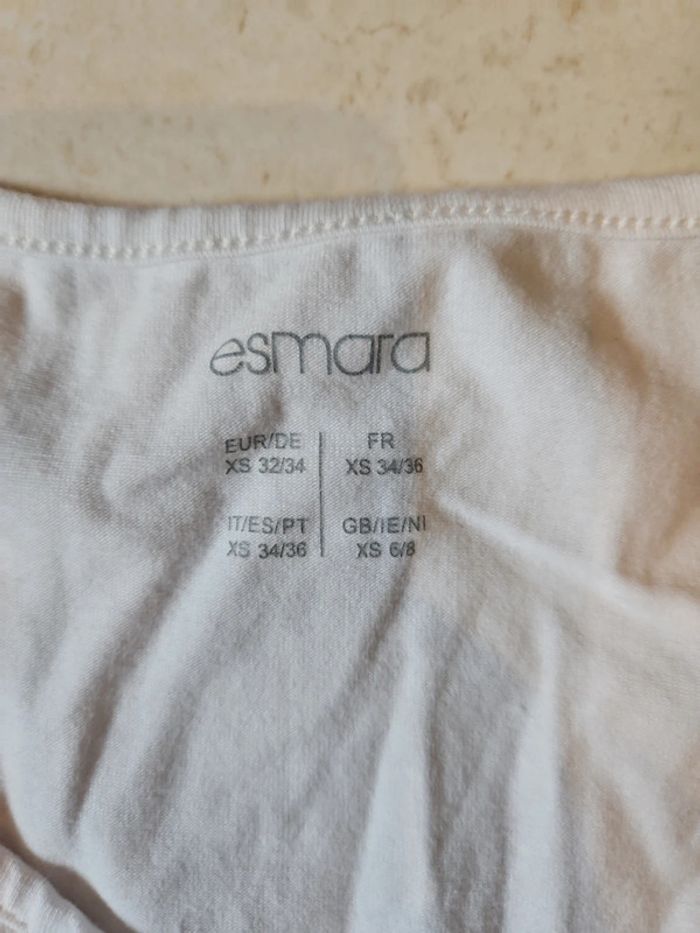 esmara
EUR/DE
XS 32/34
FR
XS 34/36
IT/ES/PT
XS 34/36
GB/IE/NI
XS 6/8